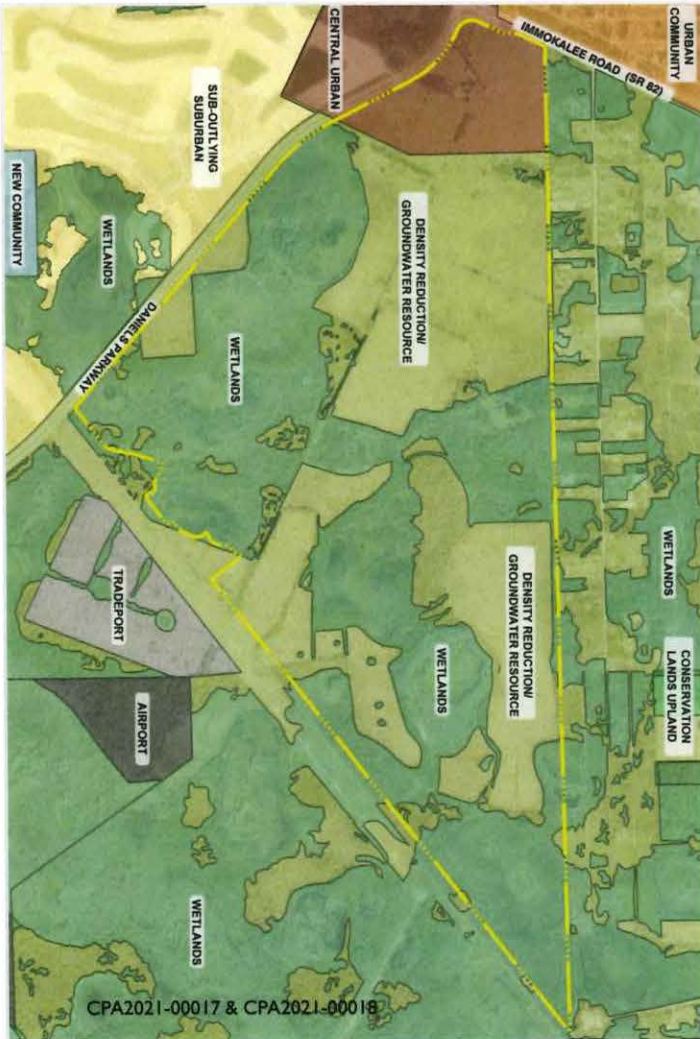 URBAN
COMMUNITY
IMMOKALEE ROAD (SR 82)
CENTRAL URBAN
SUB-OUTLYING
SUBURBAN
NEW COMMUNITY
WETLANDS
DENSITY REDUCTION/
GROUNDWATER RESOURCE
WETLANDS
DANIELS PARKWAY
WETLANDS
CONSERVATION
LANDS UPLAND
DENSITY REDUCTION/
GROUNDWATER RESOURCE
WETLANDS
TRADEPORT
AIRPORT
WETLANDS
CPA2021-00017 & CPA2021-00018